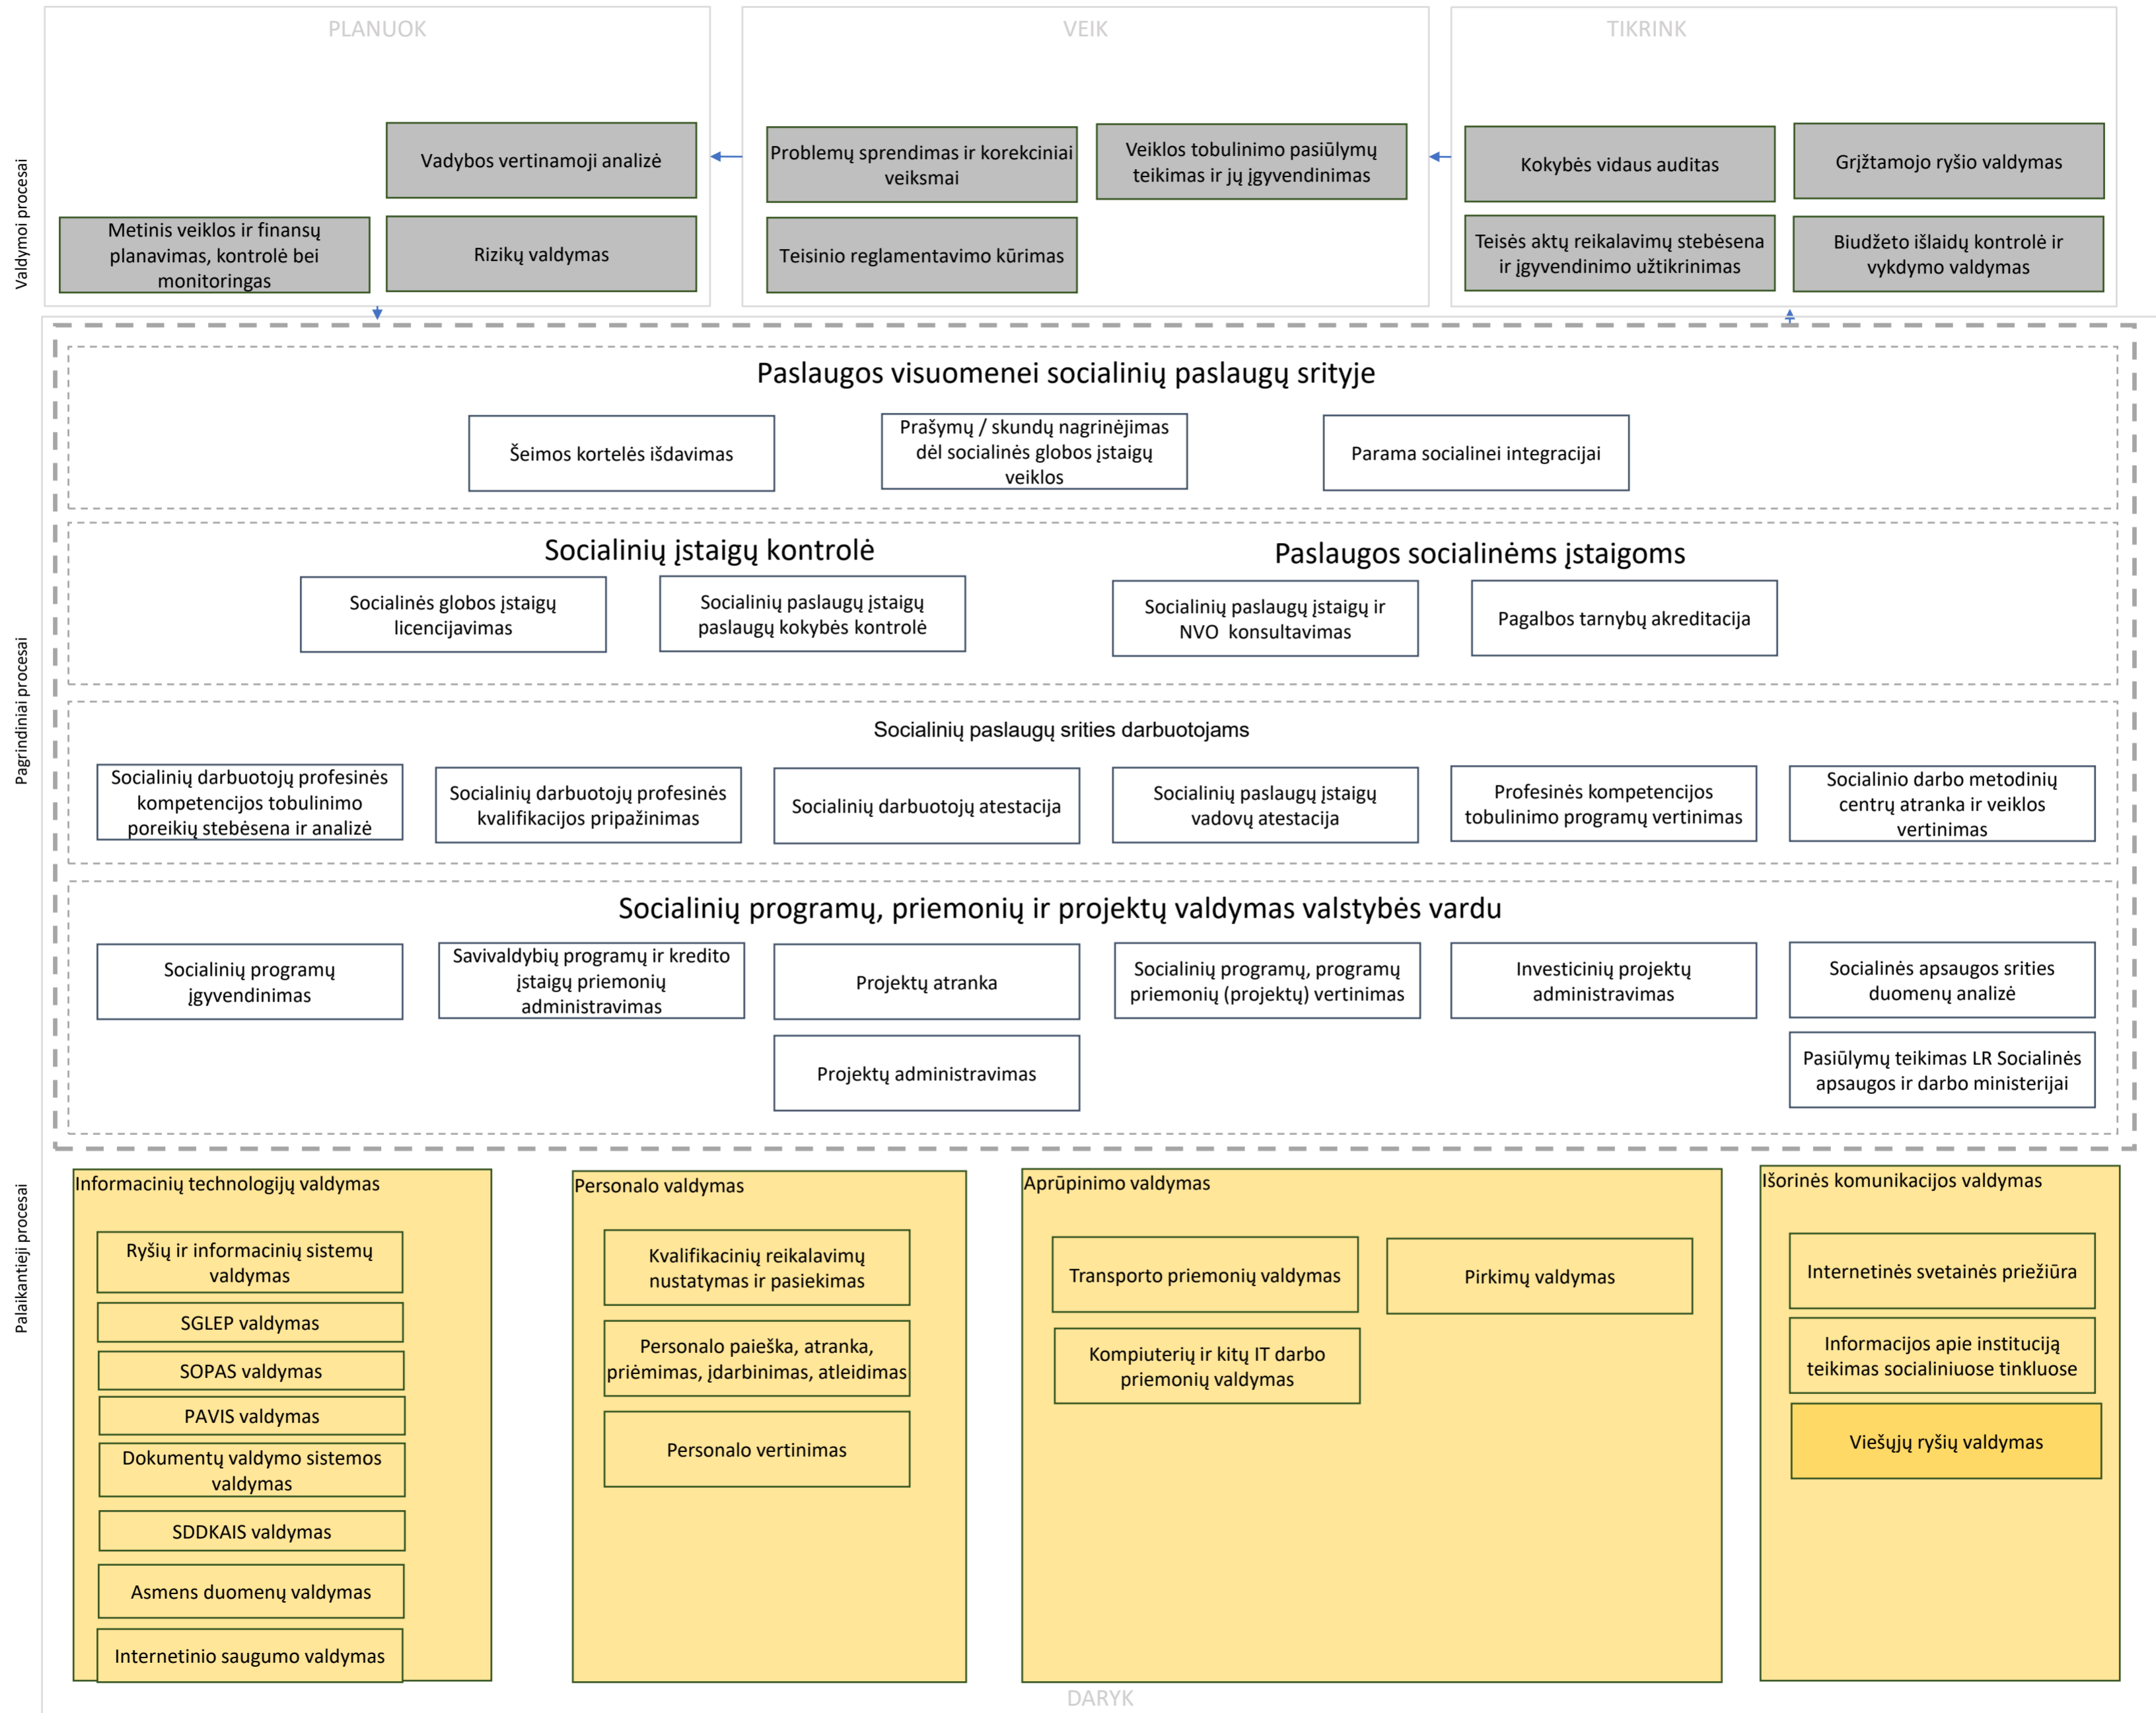 PLANUOK
VEIK
TIKRINK
Valdymoi procesai
Vadybos vertinamoji analizė
Metinis veiklos ir finansų
planavimas, kontrolė bei
monitoringas
Rizikų valdymas
Problemų sprendimas ir korekciniai
veiksmai
Veiklos tobulinimo pasiūlymų
teikimas ir jų įgyvendinimas
Teisinio reglamentavimo kūrimas
Kokybės vidaus auditas
Grįžtamojo ryšio valdymas
Teisės aktų reikalavimų stebėsena
ir įgyvendinimo užtikrinimas
Biudžeto išlaidų kontrolė ir
vykdymo valdymas
Pagrindiniai procesai
Paslaugos visuomenei socialinių paslaugų srityje
Šeimos kortelės išdavimas
Prašymų / skundų nagrinėjimas
dėl socialinės globos įstaigų
veiklos
Parama socialinei integracijai
Socialinių įstaigų kontrolė
Socialinės globos įstaigų
licencijavimas
Socialinių paslaugų įstaigų
paslaugų kokybės kontrolė
Paslaugos socialinėms įstaigoms
Socialinių paslaugų įstaigų ir
NVO konsultavimas
Pagalbos tarnybų akreditacija
Socialinių paslaugų srities darbuotojams
Socialinių darbuotojų profesinės
kompetencijos tobulinimo
poreikių stebėsena ir analizė
Socialinių darbuotojų profesinės
kvalifikacijos pripažinimas
Socialinių darbuotojų atestacija
Socialinių paslaugų įstaigų
vadovų atestacija
Profesinės kompetencijos
tobulinimo programų vertinimas
Socialinio darbo metodinių
centrų atranka ir veiklos
vertinimas
Socialinių programų, priemonių ir projektų valdymas valstybės vardu
Socialinių programų
įgyvendinimas
Savivaldybių programų ir kredito
įstaigų priemonių
administravimas
Projektų atranka
Socialinių programų, programų
priemonių (projektų) vertinimas
Investicinių projektų
administravimas
Socialinės apsaugos srities
duomenų analizė
Projektų administravimas
Pasiūlymų teikimas LR Socialinės
apsaugos ir darbo ministerijai
Palaikantieji procesai
Informacinių technologijų valdymas
Ryšių ir informacinių sistemų
valdymas
SGLEP valdymas
SOPAS valdymas
PAVIS valdymas
Dokumentų valdymo sistemos
valdymas
SDDKAIS valdymas
Asmens duomenų valdymas
Internetinio saugumo valdymas
Personalo valdymas
Kvalifikacinių reikalavimų
nustatymas ir pasiekimas
Personalo paieška, atranka,
priėmimas, įdarbinimas, atleidimas
Personalo vertinimas
Aprūpinimo valdymas
Transporto priemonių valdymas
Pirkimų valdymas
Kompiuterių ir kitų IT darbo
priemonių valdymas
Išorinės komunikacijos valdymas
Internetinės svetainės priežiūra
Informacijos apie instituciją
teikimas socialiniuose tinkluose
Viešųjų ryšių valdymas
DARYK